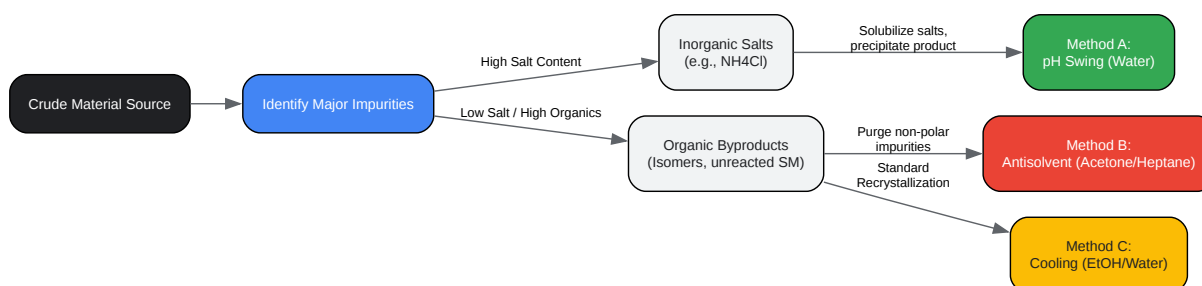 Crude Material Source
Identify Major Impurities
High Salt Content
Low Salt / High Organics
Inorganic Salts
(e.g., NH4Cl)
Organic Byproducts
(Isomers, unreacted SM)
Solubilize salts,
precipitate product
Purge non-polar
impurities
Standard
Recrystallization
Method A:
pH Swing (Water)
Method B:
Antisolvent (Acetone/Heptane)
Method C:
Cooling (EtOH/Water)